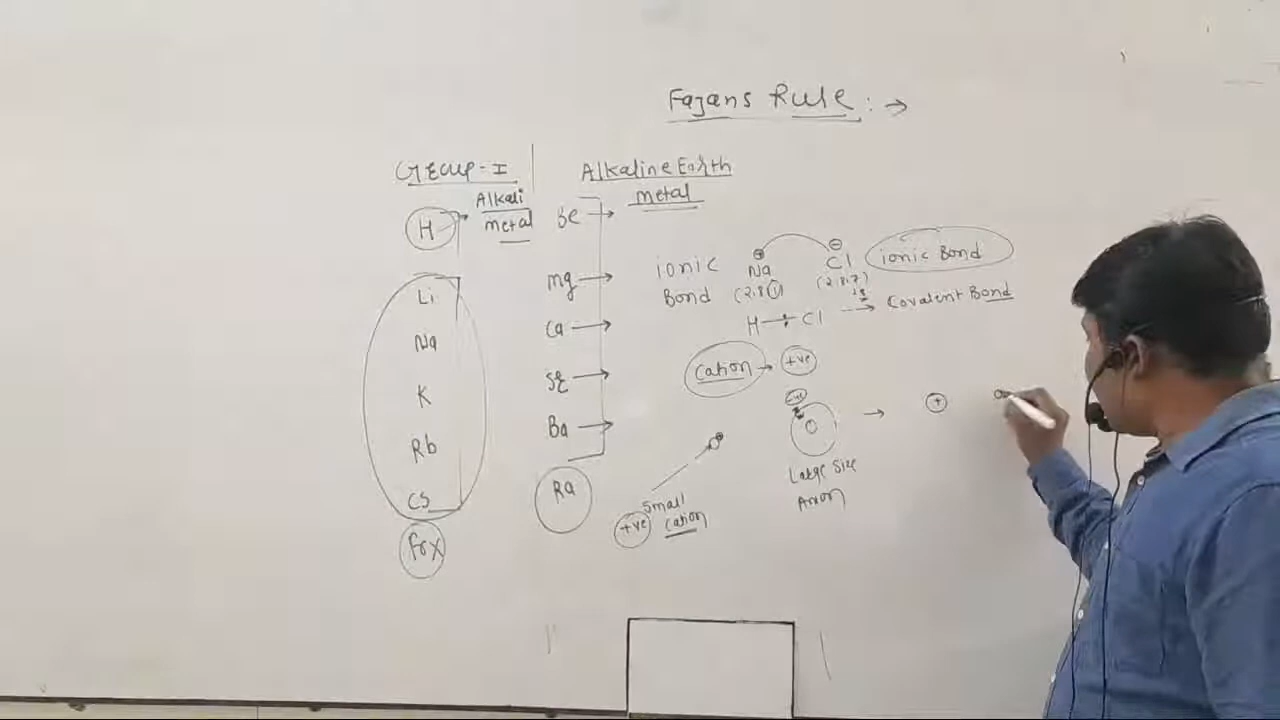 Fajans Rule : →
Group-I
Alkali
metal
H
Li
Na
K
Rb
Cs
Frx
Alkaline Earth
metal
Be →
mg →
Ca →
Sr →
Ba →
Ra
ionic
Bond
⊕ ⊖
Na Cl
(2,8,1) (2,8,7)
ionic Bond
H — Cl → Covalent Bond
Cation → +ve
-ve
→ +
Large Size
Anion
Small
Cation
+ve